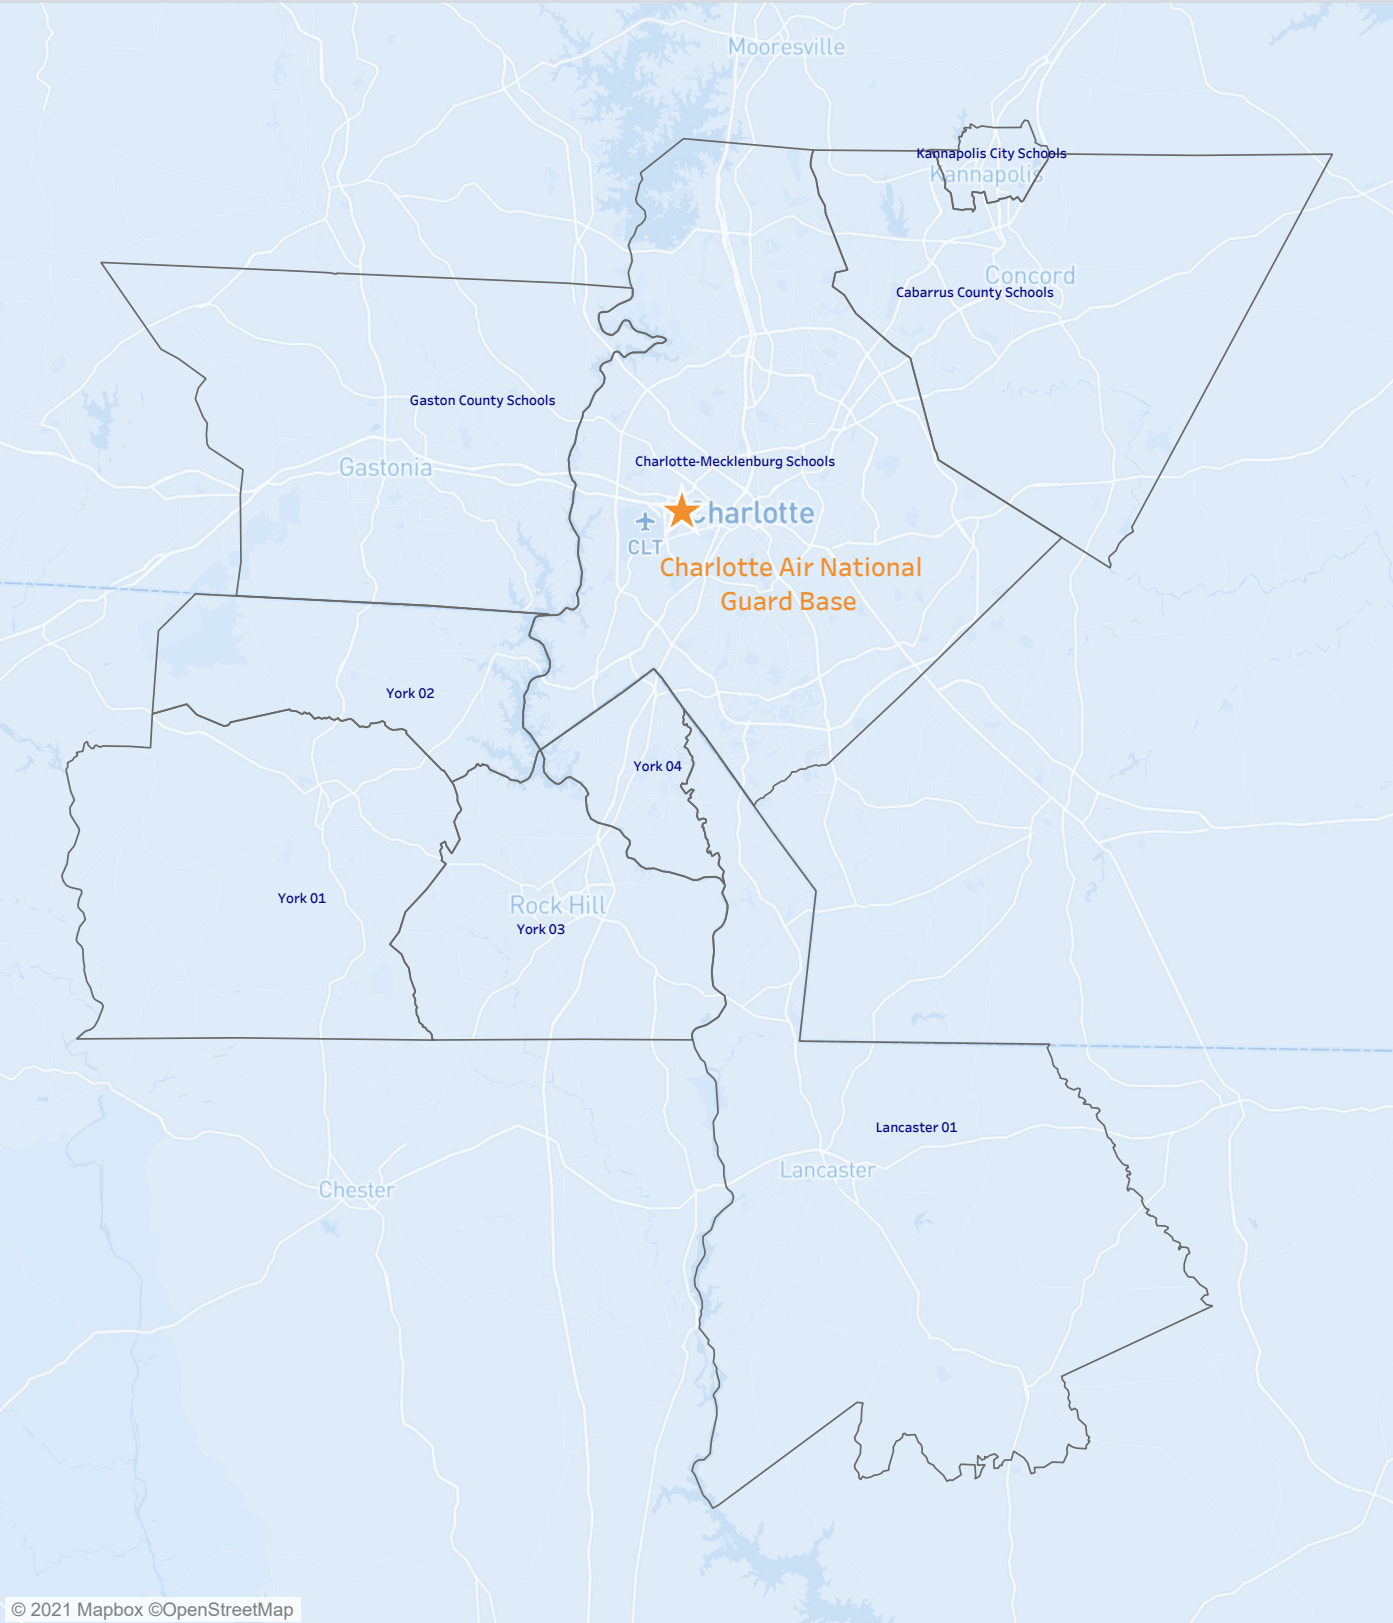 Mooresville
Kannapolis City Schools
Kannapolis
Concord
Cabarrus County Schools
Gaston County Schools
Gastonia
Charlotte-Mecklenburg Schools
Charlotte
CLT
Charlotte Air National
Guard Base
York 02
York 04
York 01
Rock Hill
York 03
Lancaster 01
Lancaster
Chester
© 2021 Mapbox ©OpenStreetMap